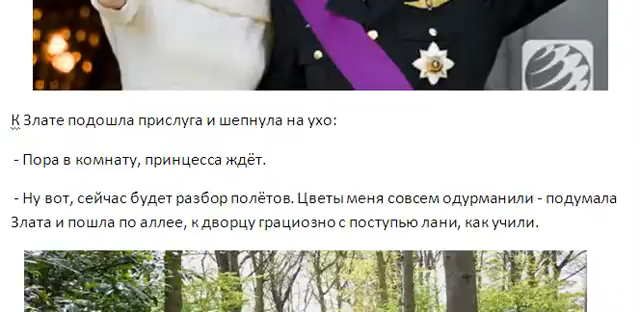 К Злате подошла прислуга и шепнула на ухо:
- Пора в комнату, принцесса ждёт.
- Ну вот, сейчас будет разбор полётов. Цветы меня совсем одурманили - подумала
Злата и пошла по аллее, к дворцу грациозно с поступью лани, как учили.